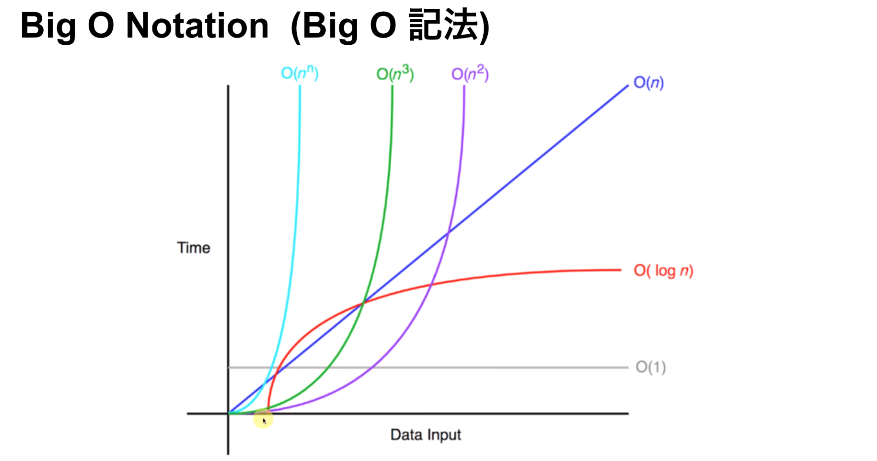 Big O Notation (Big O 記法)
O(nⁿ)
O(n³)
O(n²)
O(n)
Time
O( log n)
O(1)
Data Input